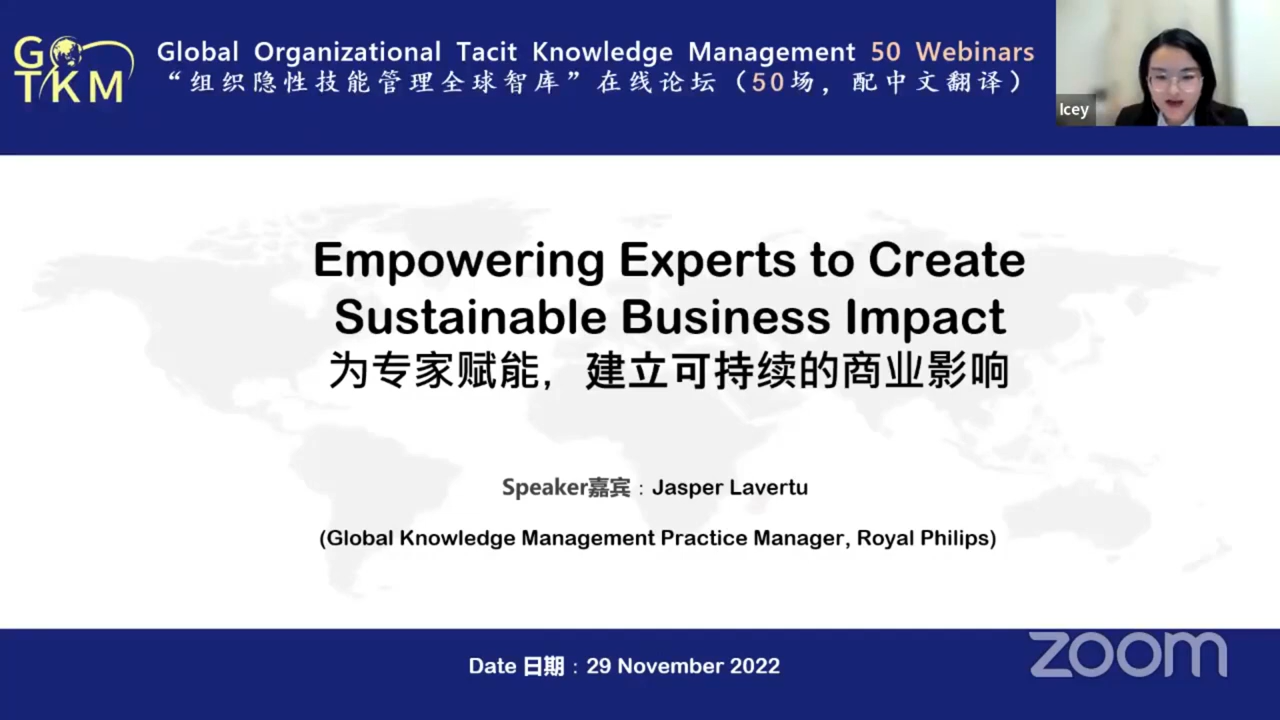 GOTKM
Global Organizational Tacit Knowledge Management 50 Webinars
“组织隐性技能管理全球智库”在线论坛（50场，配中文翻译）
Icey
Empowering Experts to Create
Sustainable Business Impact
为专家赋能，建立可持续的商业影响
Speaker嘉宾：Jasper Lavertu
(Global Knowledge Management Practice Manager, Royal Philips)
Date 日期：29 November 2022
zoom